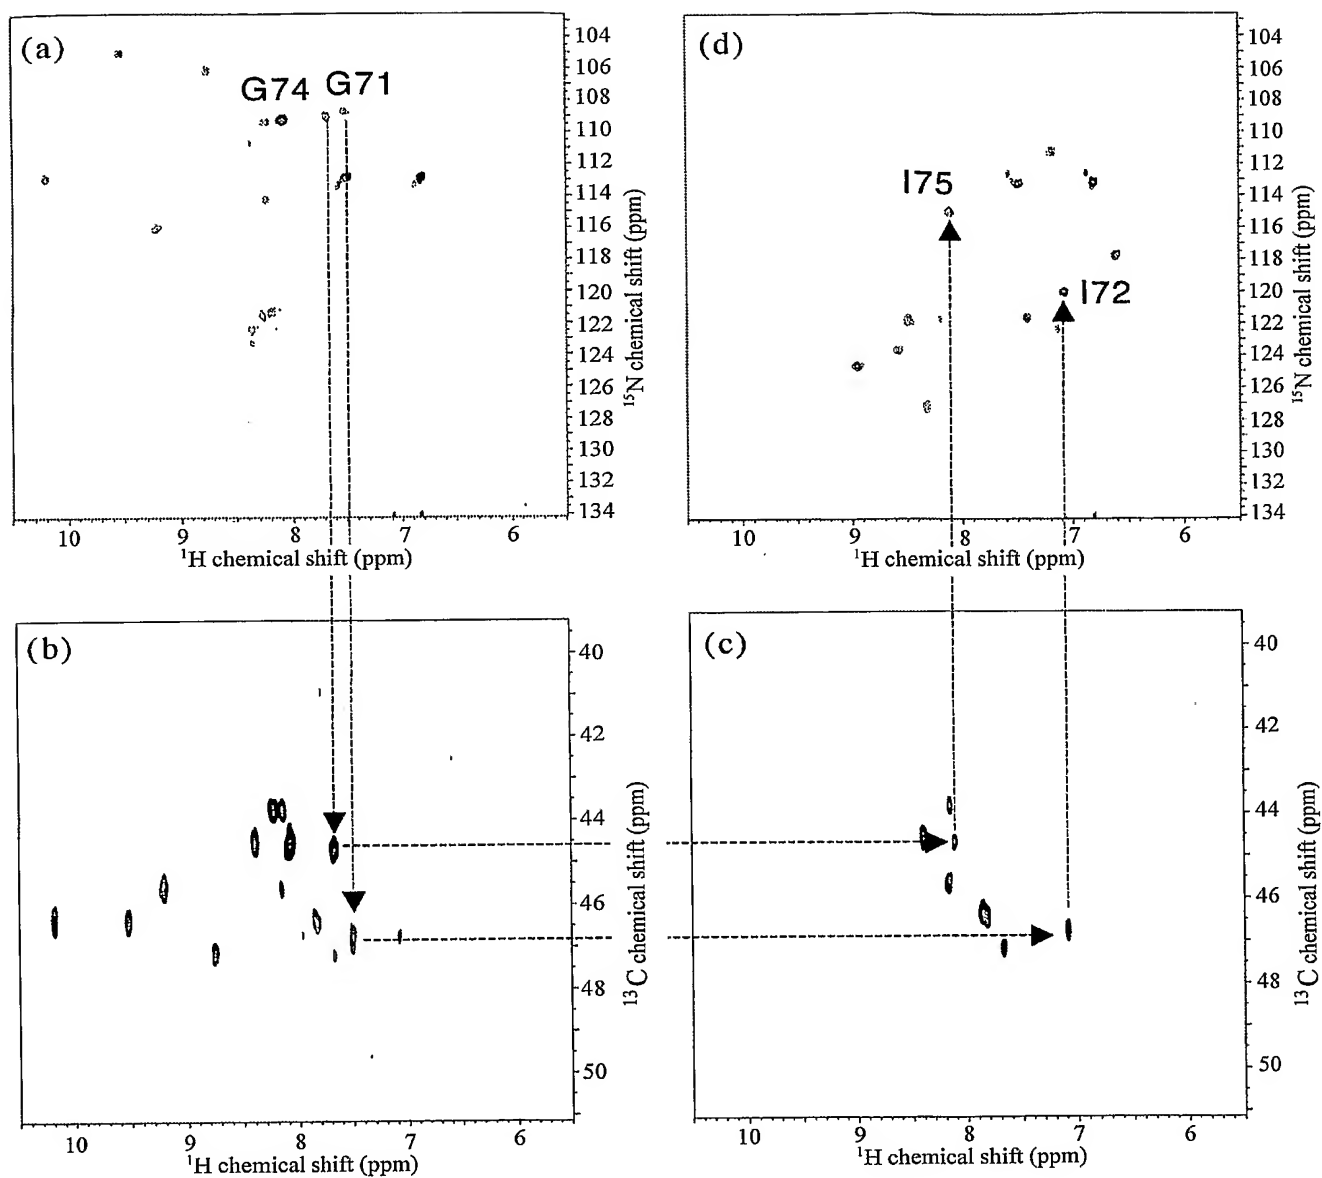 (a)
G74 G71
104
106
108
110
112
114
116
118
120
122
124
126
128
130
132
134
¹⁵N chemical shift (ppm)
10 9 8 7 6
¹H chemical shift (ppm)
(d)
I75
I72
104
106
108
110
112
114
116
118
120
122
124
126
128
130
132
134
¹⁵N chemical shift (ppm)
10 9 8 7 6
¹H chemical shift (ppm)
(b)
40
42
44
46
48
50
¹³C chemical shift (ppm)
10 9 8 7 6
¹H chemical shift (ppm)
(c)
40
42
44
46
48
50
¹³C chemical shift (ppm)
10 9 8 7 6
¹H chemical shift (ppm)